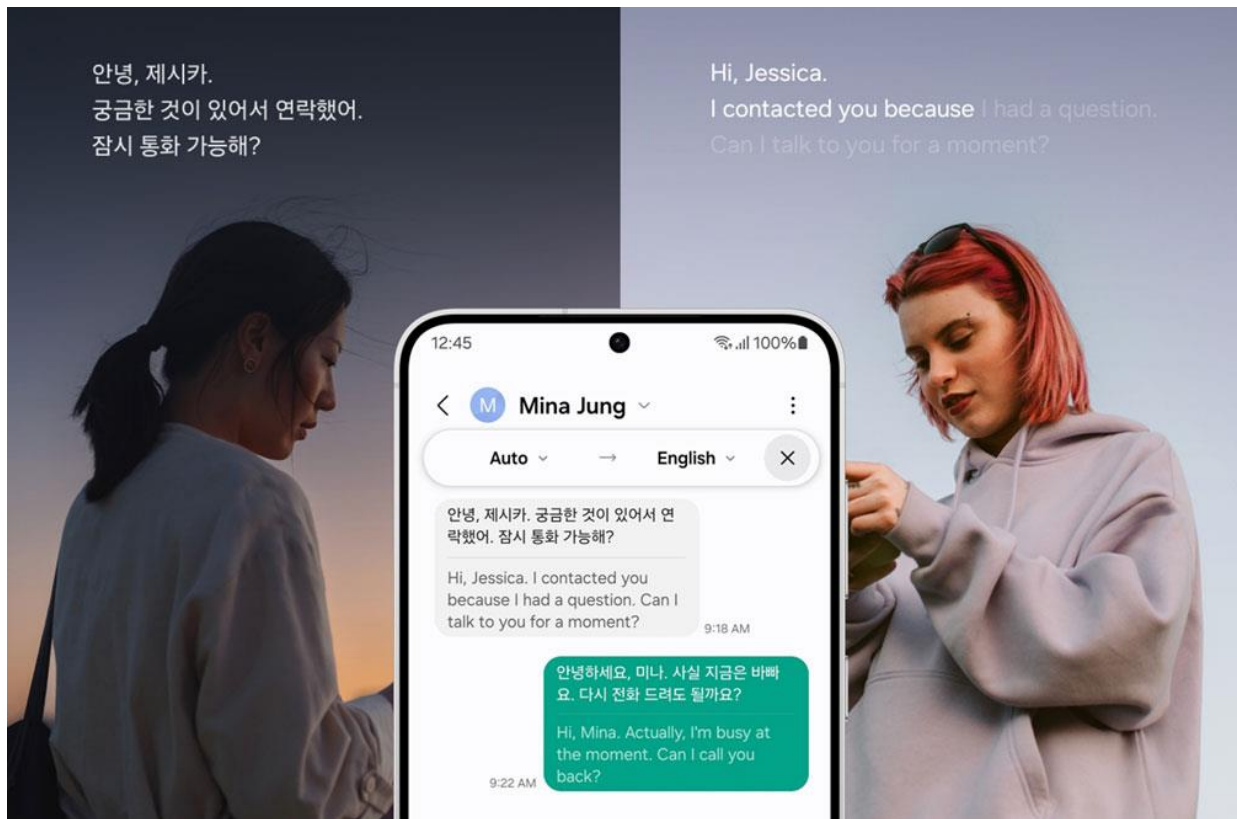 안녕, 제시카.
궁금한 것이 있어서 연락했어.
잠시 통화 가능해?
Hi, Jessica.
I contacted you because I had a question.
Can I talk to you for a moment?
12:45
100%
M Mina Jung
Auto → English
안녕, 제시카. 궁금한 것이 있어서 연
락했어. 잠시 통화 가능해?
Hi, Jessica. I contacted you
because I had a question. Can I
talk to you for a moment?
9:18 AM
안녕하세요, 미나. 사실 지금은 바빠
요. 다시 전화 드려도 될까요?
Hi, Mina. Actually, I'm busy at
the moment. Can I call you
back?
9:22 AM